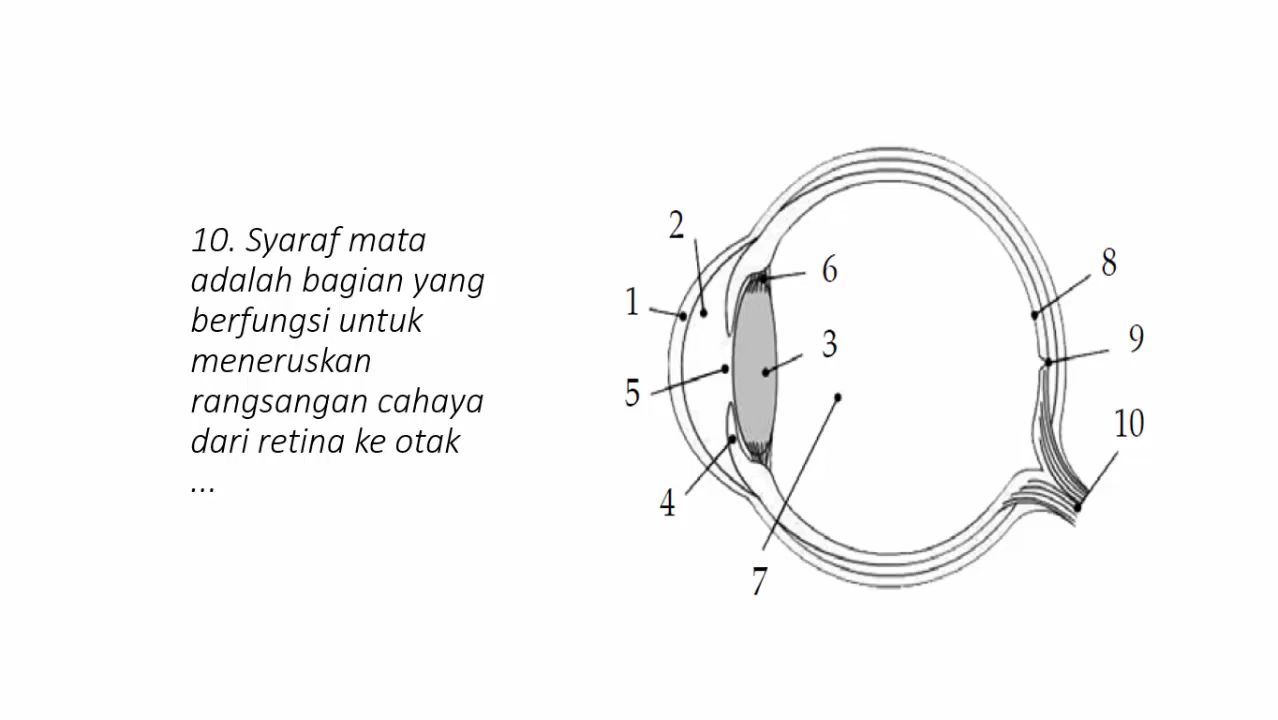 10. Syaraf mata
adalah bagian yang
berfungsi untuk
meneruskan
rangsangan cahaya
dari retina ke otak
...
2
1
5
4
6
3
7
8
9
10